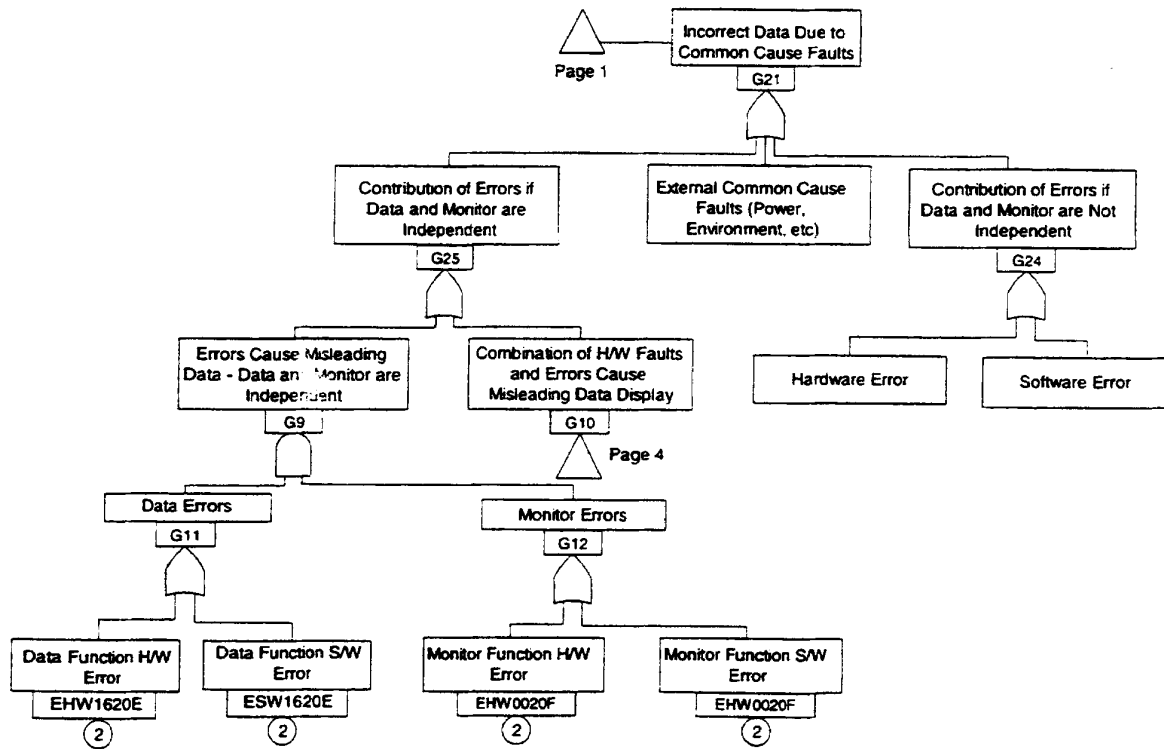 Incorrect Data Due to
Common Cause Faults
Page 1
G21
Contribution of Errors if
Data and Monitor are
Independent
G25
External Common Cause
Faults (Power,
Environment, etc)
Contribution of Errors if
Data and Monitor are Not
Independent
G24
Errors Cause Misleading
Data - Data and Monitor are
Independent
G9
Combination of H/W Faults
and Errors Cause
Misleading Data Display
G10
Page 4
Hardware Error
Software Error
Data Errors
G11
Monitor Errors
G12
Data Function H/W
Error
EHW1620E
2
Data Function S/W
Error
ESW1620E
2
Monitor Function H/W
Error
EHW0020F
2
Monitor Function S/W
Error
EHW0020F
2